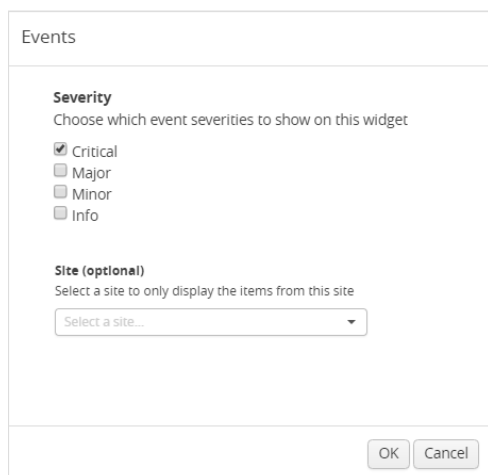 Events
Severity
Choose which event severities to show on this widget
Critical
Major
Minor
Info
Site (optional)
Select a site to only display the items from this site
Select a site...
OK Cancel